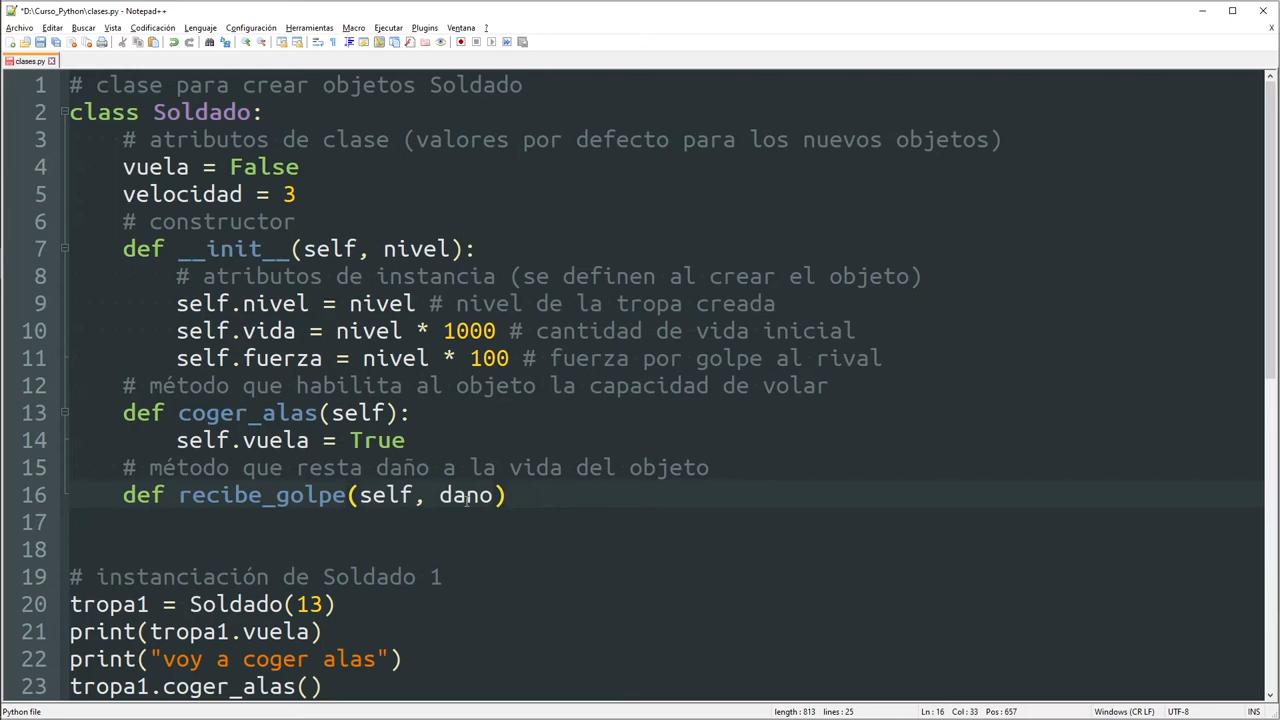 *D:\Curso_Python\clases.py - Notepad++
Archivo Editar Buscar Vista Codificación Lenguaje Configuración Herramientas Macro Ejecutar Plugins Ventana ?
X
clases.py
1 # clase para crear objetos Soldado
2 class Soldado:
3 # atributos de clase (valores por defecto para los nuevos objetos)
4 vuela = False
5 velocidad = 3
6 # constructor
7 def __init__(self, nivel):
8 # atributos de instancia (se definen al crear el objeto)
9 self.nivel = nivel # nivel de la tropa creada
10 self.vida = nivel * 1000 # cantidad de vida inicial
11 self.fuerza = nivel * 100 # fuerza por golpe al rival
12 # método que habilita al objeto la capacidad de volar
13 def coger_alas(self):
14 self.vuela = True
15 # método que resta daño a la vida del objeto
16 def recibe_golpe(self, dano)
17
18
19 # instanciación de Soldado 1
20 tropa1 = Soldado(13)
21 print(tropa1.vuela)
22 print("voy a coger alas")
23 tropa1.coger_alas()
Python file length : 813 lines : 25 Ln : 16 Col : 33 Pos : 657 Windows (CR LF) UTF-8 INS